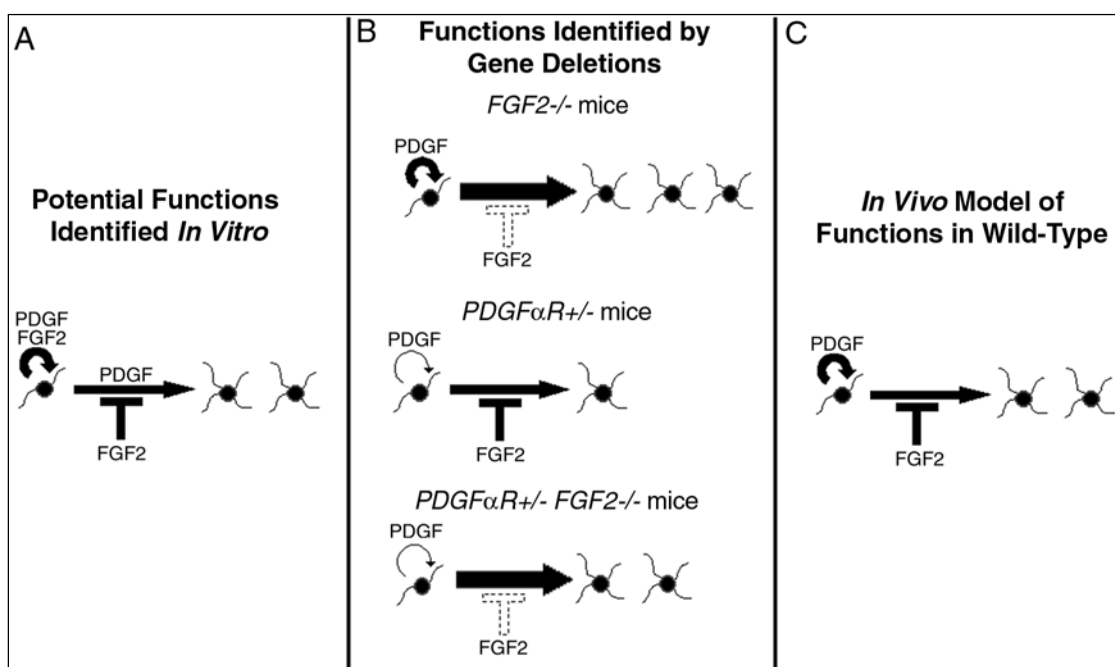 A
Potential Functions
Identified In Vitro
PDGF
FGF2
PDGF
FGF2
B
Functions Identified by
Gene Deletions
FGF2-/- mice
PDGF
FGF2
PDGFαR+/- mice
PDGF
FGF2
PDGFαR+/- FGF2-/- mice
PDGF
FGF2
C
In Vivo Model of
Functions in Wild-Type
PDGF
FGF2